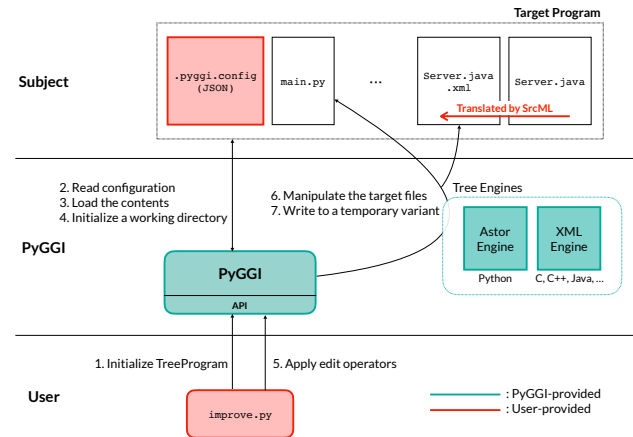 Target Program
Subject
.pyggi.config
(JSON)
main.py
...
Server.java
.xml
Server.java
Translated by SrcML
2. Read configuration
3. Load the contents
4. Initialize a working directory
6. Manipulate the target files
7. Write to a temporary variant
Tree Engines
PyGGI
PyGGI
API
Astor
Engine
XML
Engine
Python
C, C++, Java, ...
1. Initialize TreeProgram
5. Apply edit operators
User
improve.py
: PyGGI-provided
: User-provided